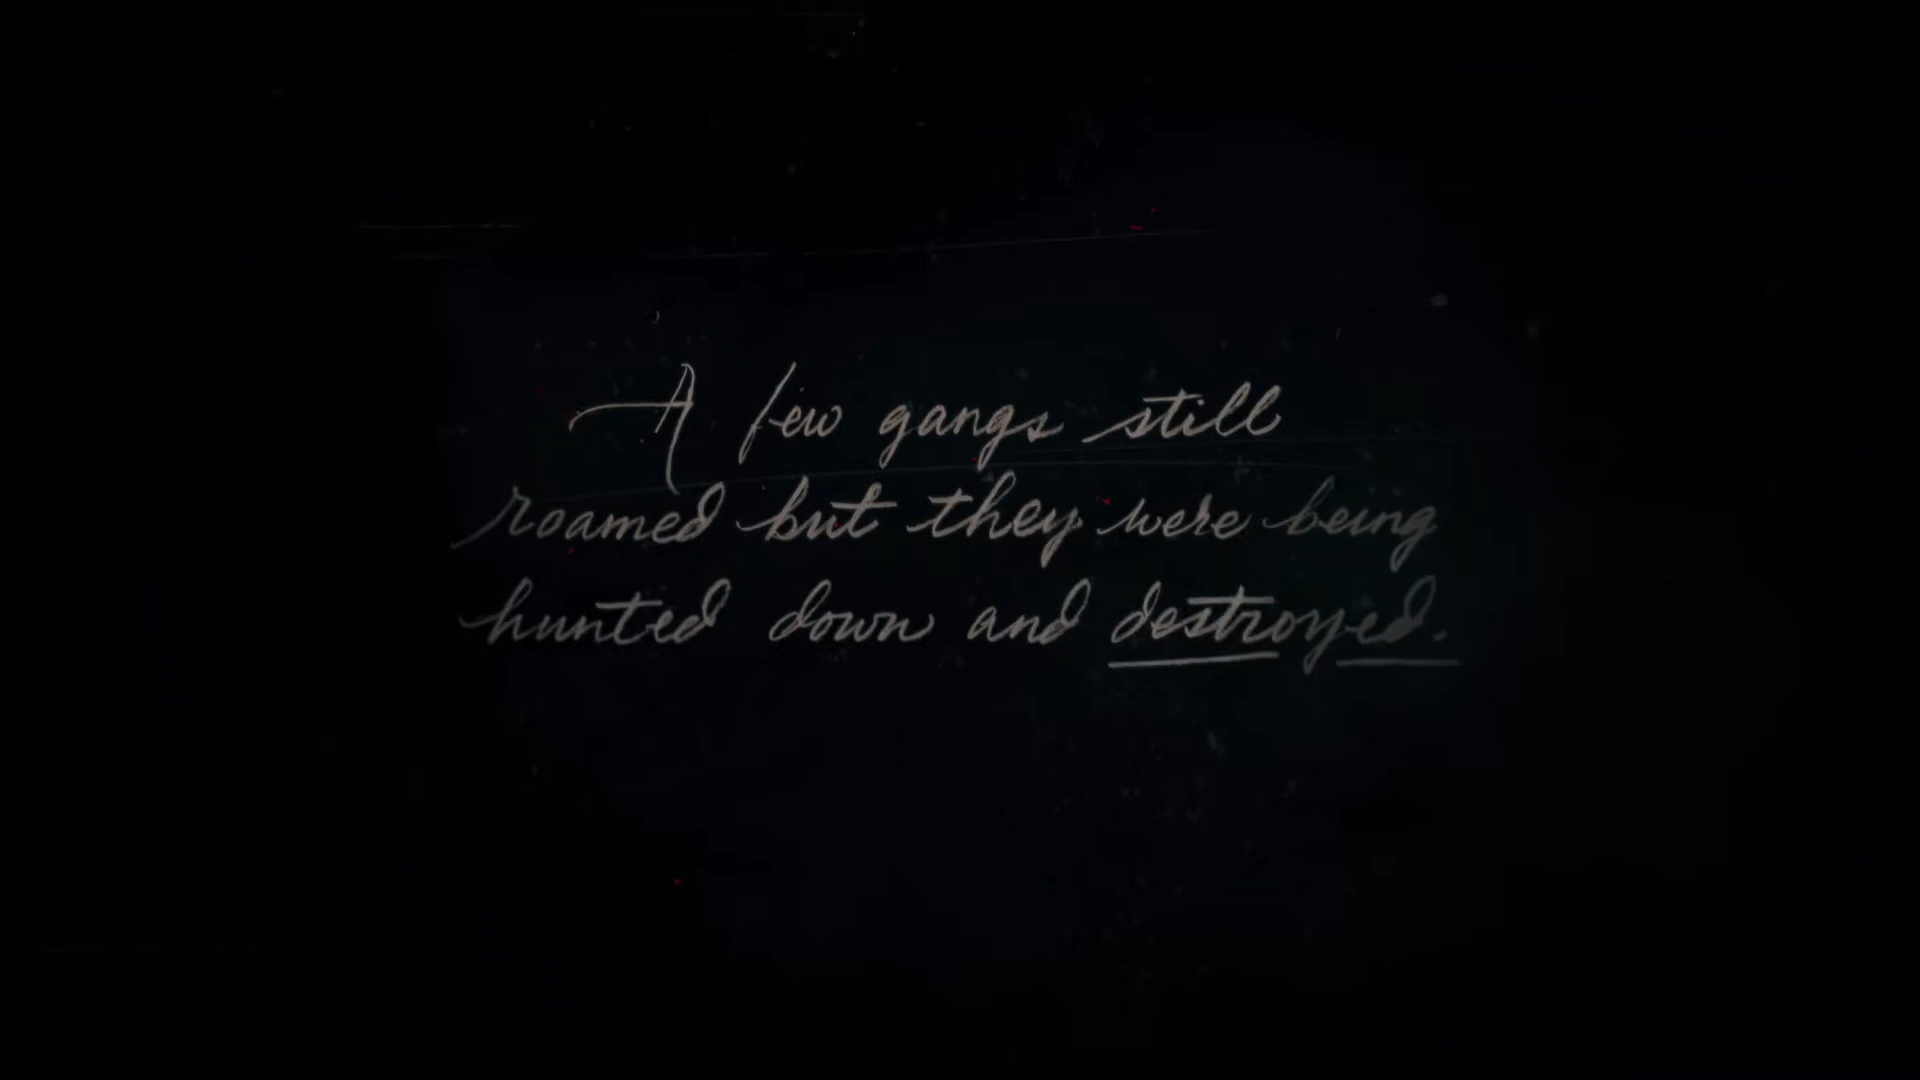 A few gangs still
roamed but they were being
hunted down and destroyed.